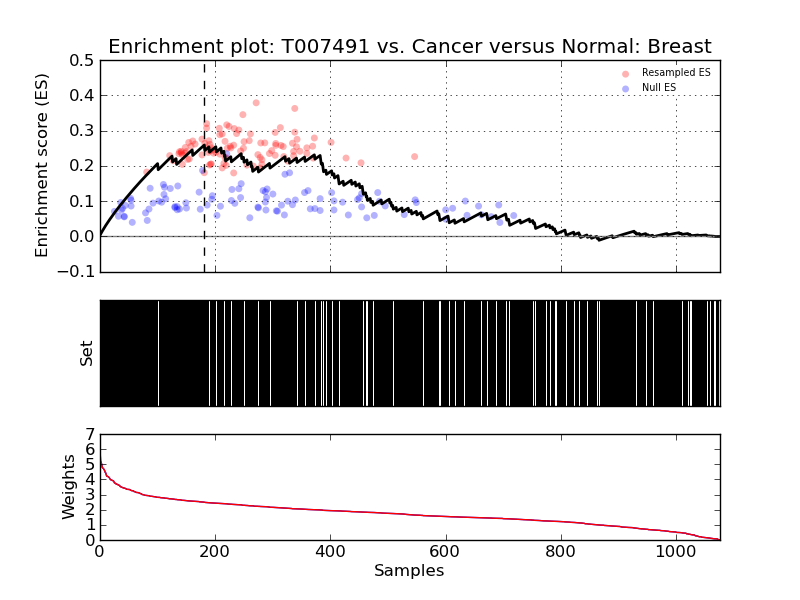 Enrichment plot: T007491 vs. Cancer versus Normal: Breast
Enrichment score (ES)
0.5
0.4
0.3
0.2
0.1
0.0
−0.1
Resampled ES
Null ES
Set
Weights
7
6
5
4
3
2
1
0
0 200 400 600 800 1000
Samples